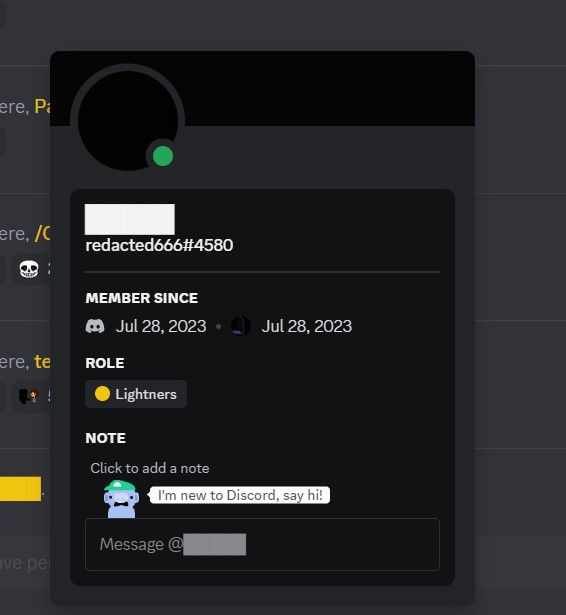 ere, Pa
redacted666#4580
ere, /C
MEMBER SINCE
Jul 28, 2023 • Jul 28, 2023
ere, te
ROLE
Lightners
NOTE
Click to add a note
I'm new to Discord, say hi!
Message @
ave pe